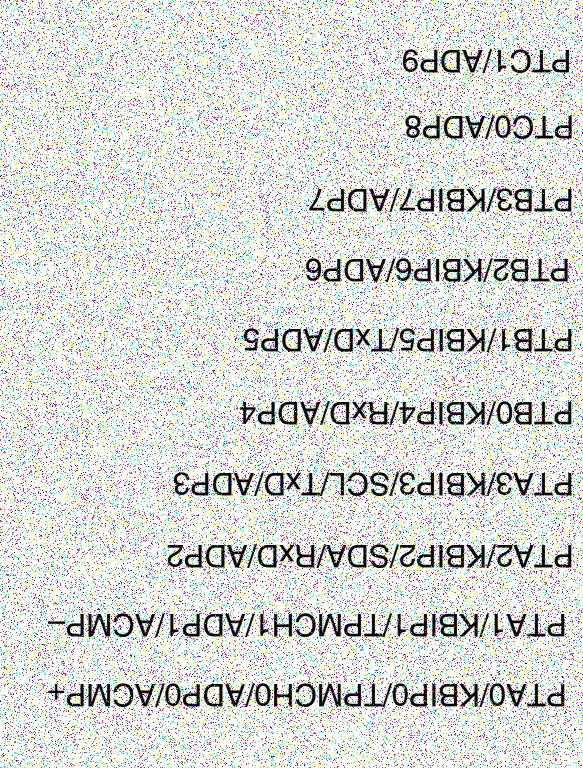 PTA0/KBIP0/TPMCH0/ADP0/ACMP+
PTA1/KBIP1/TPMCH1/ADP1/ACMP–
PTA2/KBIP2/SDA/RxD/ADP2
PTA3/KBIP3/SCL/TxD/ADP3
PTB0/KBIP4/RxD/ADP4
PTB1/KBIP5/TxD/ADP5
PTB2/KBIP6/ADP6
PTB3/KBIP7/ADP7
PTC0/ADP8
PTC1/ADP9